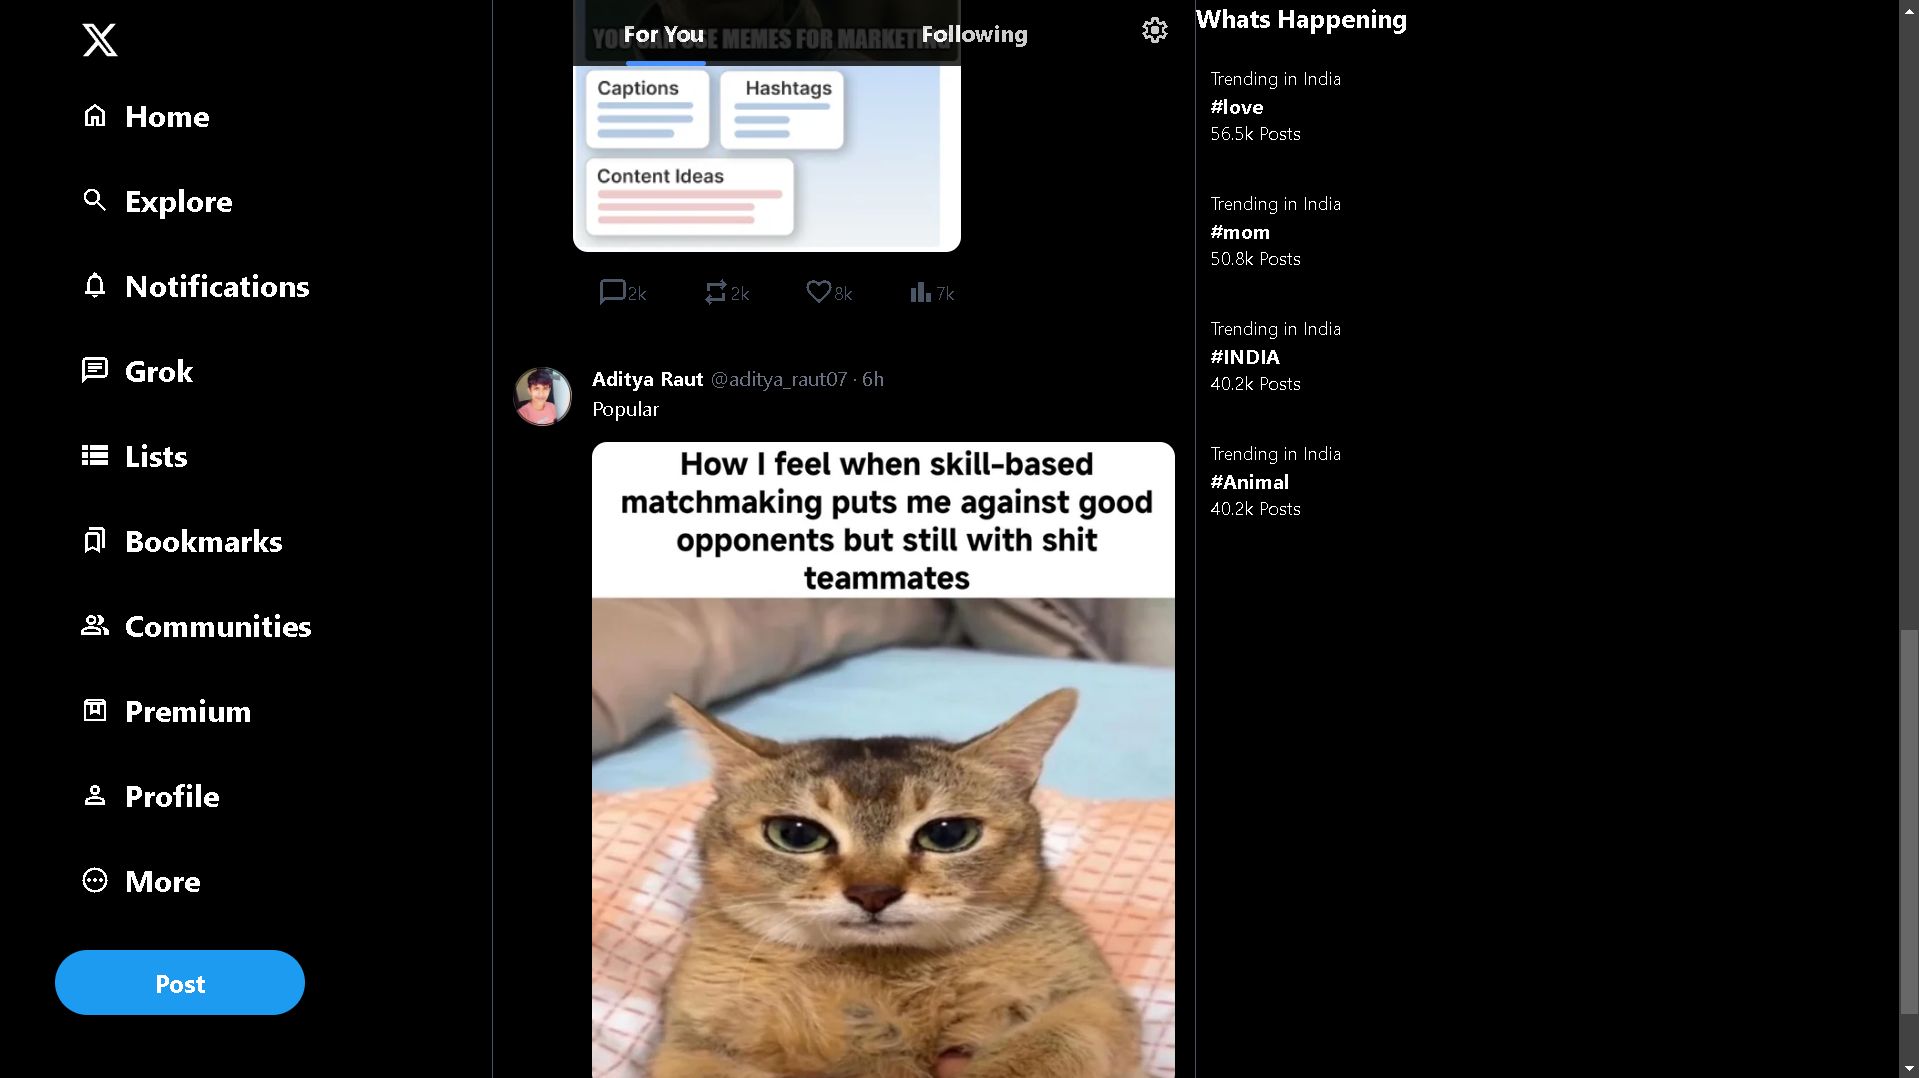 Home
Explore
Notifications
Grok
Lists
Bookmarks
Communities
Premium
Profile
More
Post
For You
Following
YOU CAN USE MEMES FOR MARKETING
Captions
Hashtags
Content Ideas
2k
2k
8k
7k
Aditya Raut @aditya_raut07 · 6h
Popular
How I feel when skill-based
matchmaking puts me against good
opponents but still with shit
teammates
Whats Happening
Trending in India
#love
56.5k Posts
Trending in India
#mom
50.8k Posts
Trending in India
#INDIA
40.2k Posts
Trending in India
#Animal
40.2k Posts